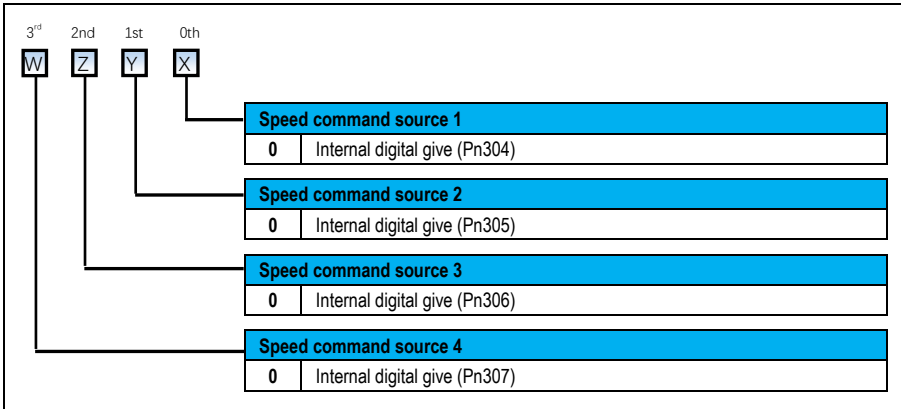 3rd 2nd 1st 0th
W Z Y X
Speed command source 1
0 Internal digital give (Pn304)
Speed command source 2
0 Internal digital give (Pn305)
Speed command source 3
0 Internal digital give (Pn306)
Speed command source 4
0 Internal digital give (Pn307)